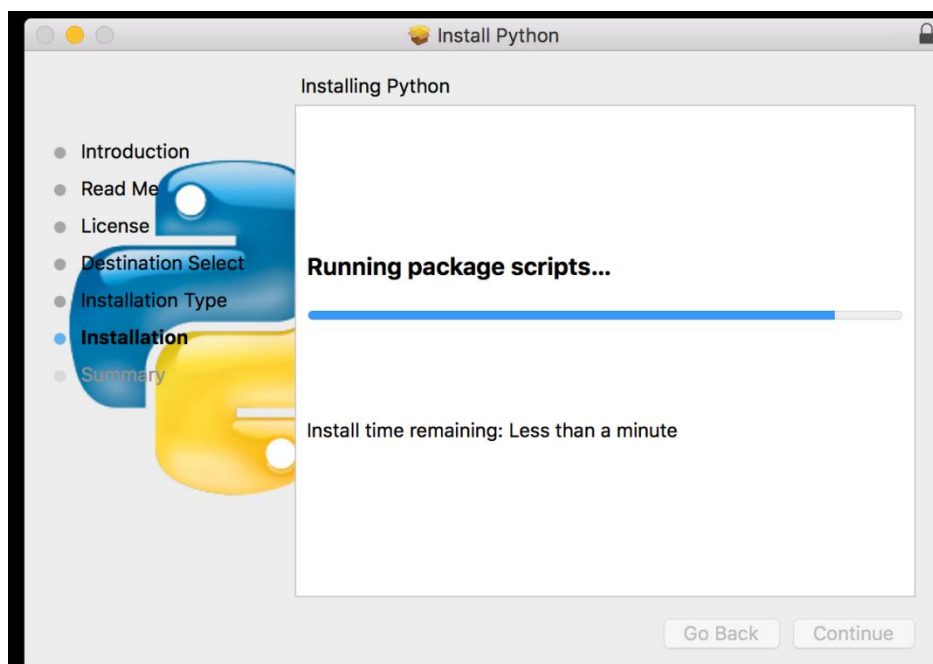 Install Python
Installing Python
Introduction
Read Me
License
Destination Select
Installation Type
Installation
Summary
Running package scripts...
Install time remaining: Less than a minute
Go Back
Continue